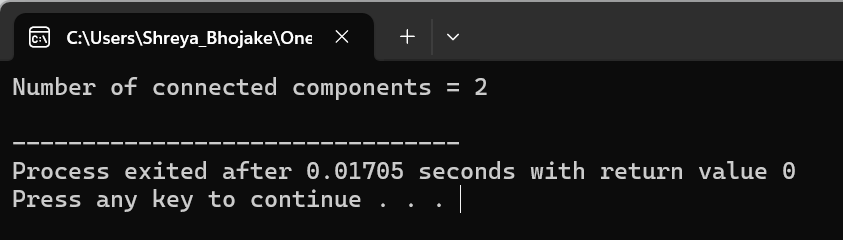 C:\Users\Shreya_Bhojake\One
Number of connected components = 2
--------------------------------
Process exited after 0.01705 seconds with return value 0
Press any key to continue . . .